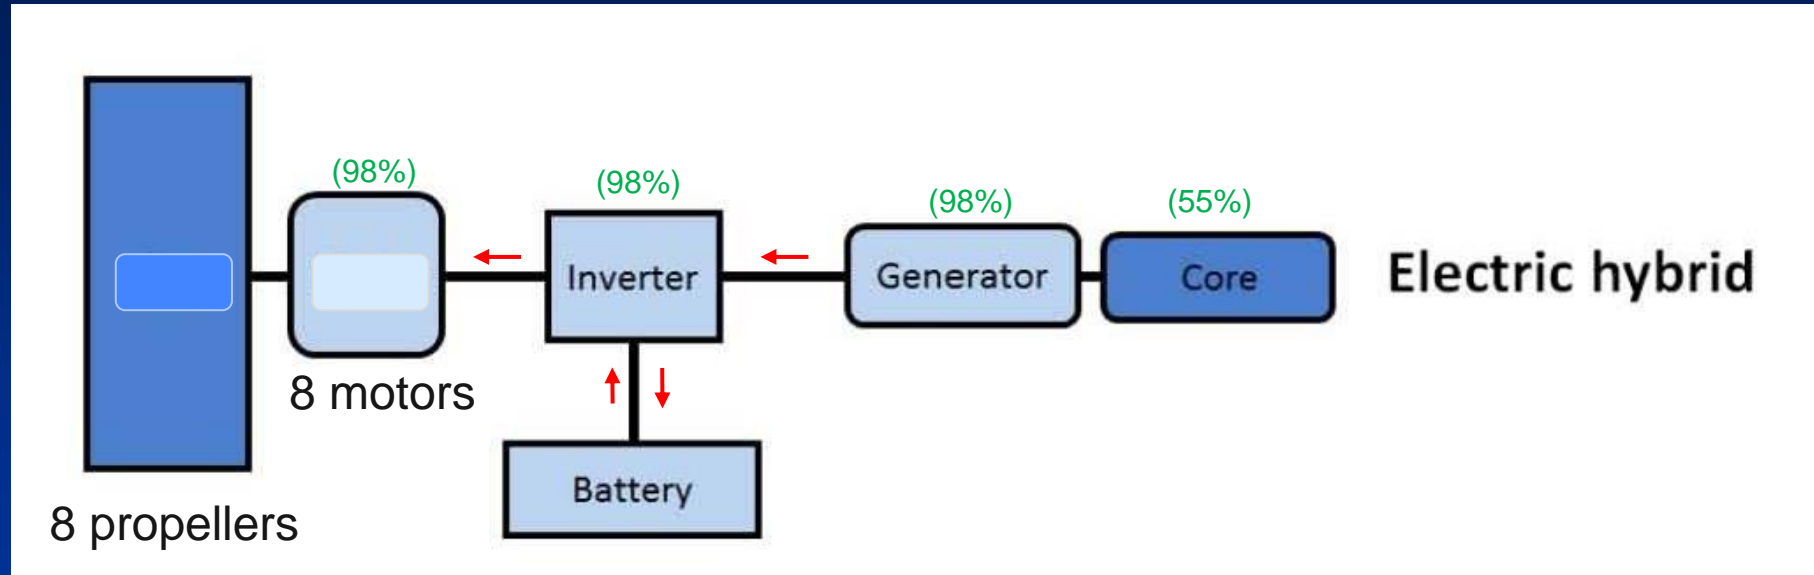 (98%)
(98%)
(98%)
(55%)
Inverter
Generator
Core
Electric hybrid
8 motors
Battery
8 propellers